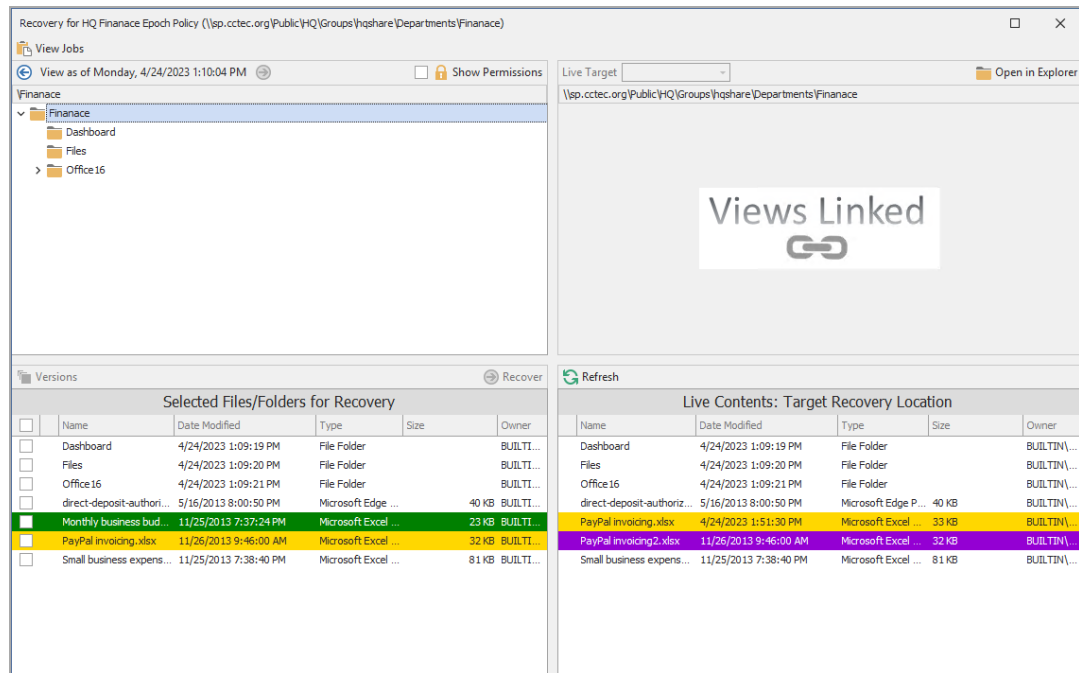 Recovery for HQ Finanace Epoch Policy (\\sp.cctec.org\Public\HQ\Groups\hqshare\Departments\Finanace)
View Jobs
View as of Monday, 4/24/2023 1:10:04 PM Show Permissions
\Finanace
Finanace
Dashboard
Files
Office16
Live Target Open in Explorer
\\sp.cctec.org\Public\HQ\Groups\hqshare\Departments\Finanace
Views Linked
Versions Recover
Selected Files/Folders for Recovery
Name Date Modified Type Size Owner
Dashboard 4/24/2023 1:09:19 PM File Folder BUILTI...
Files 4/24/2023 1:09:20 PM File Folder BUILTI...
Office16 4/24/2023 1:09:21 PM File Folder BUILTI...
direct-deposit-authori... 5/16/2013 8:00:50 PM Microsoft Edge ... 40 KB BUILTI...
Monthly business bud... 11/25/2013 7:37:24 PM Microsoft Excel ... 23 KB BUILTI...
PayPal invoicing.xlsx 11/26/2013 9:46:00 AM Microsoft Excel ... 32 KB BUILTI...
Small business expens... 11/25/2013 7:38:40 PM Microsoft Excel ... 81 KB BUILTI...
Refresh
Live Contents: Target Recovery Location
Name Date Modified Type Size Owner
Dashboard 4/24/2023 1:09:19 PM File Folder BUILTIN\...
Files 4/24/2023 1:09:20 PM File Folder BUILTIN\...
Office16 4/24/2023 1:09:21 PM File Folder BUILTIN\...
direct-deposit-authoriz... 5/16/2013 8:00:50 PM Microsoft Edge P... 40 KB BUILTIN\...
PayPal invoicing.xlsx 4/24/2023 1:51:30 PM Microsoft Excel ... 33 KB BUILTIN\...
PayPal invoicing2.xlsx 11/26/2013 9:46:00 AM Microsoft Excel ... 32 KB BUILTIN\...
Small business expens... 11/25/2013 7:38:40 PM Microsoft Excel ... 81 KB BUILTIN\...